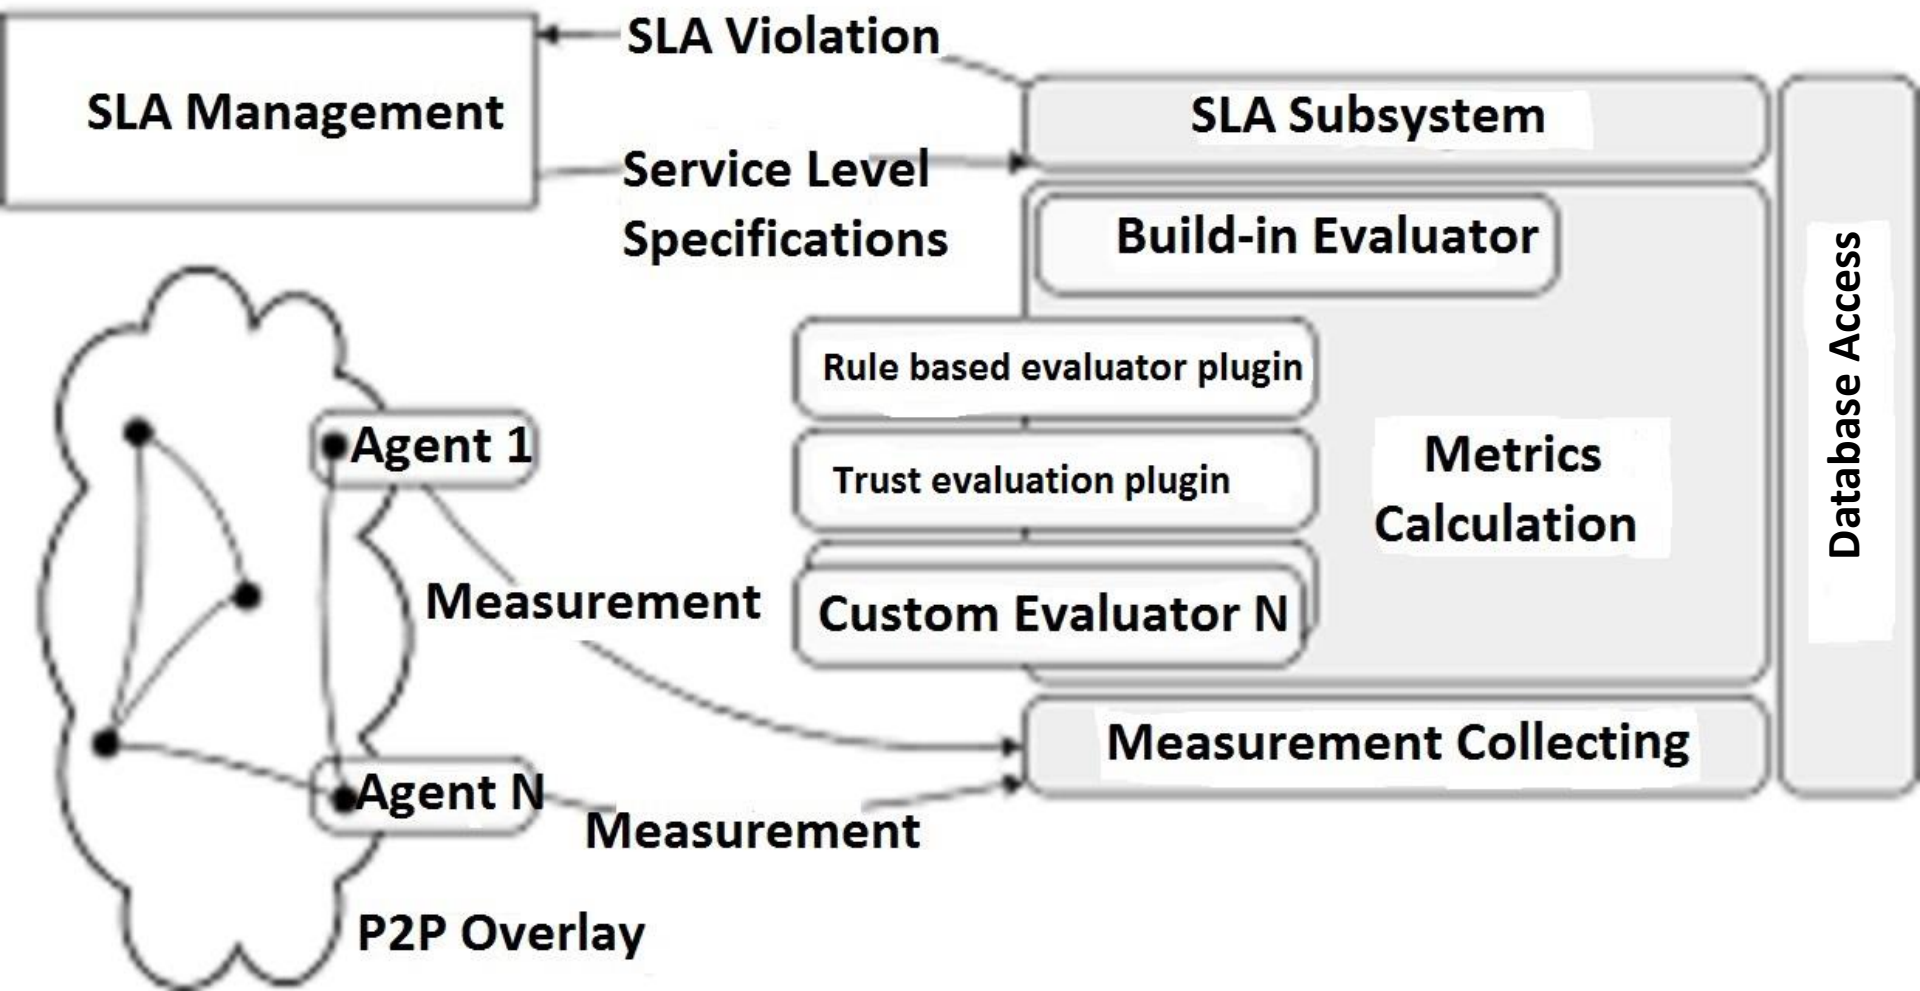 SLA Violation
SLA Management
SLA Subsystem
Service Level
Specifications
Build-in Evaluator
Rule based evaluator plugin
Trust evaluation plugin
Custom Evaluator N
Metrics
Calculation
Database Access
Agent 1
Measurement
Measurement Collecting
Agent N
Measurement
P2P Overlay